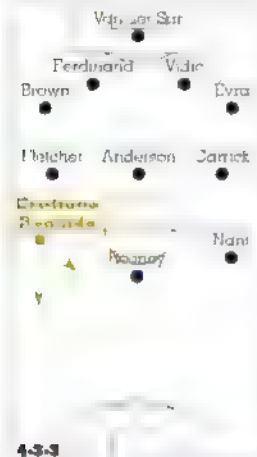 Van der Sar
Ferdinand Vidic
Brown Evra
Fletcher Anderson Carrick
Cristiano
Ronaldo
Nani
Rooney
4-3-3